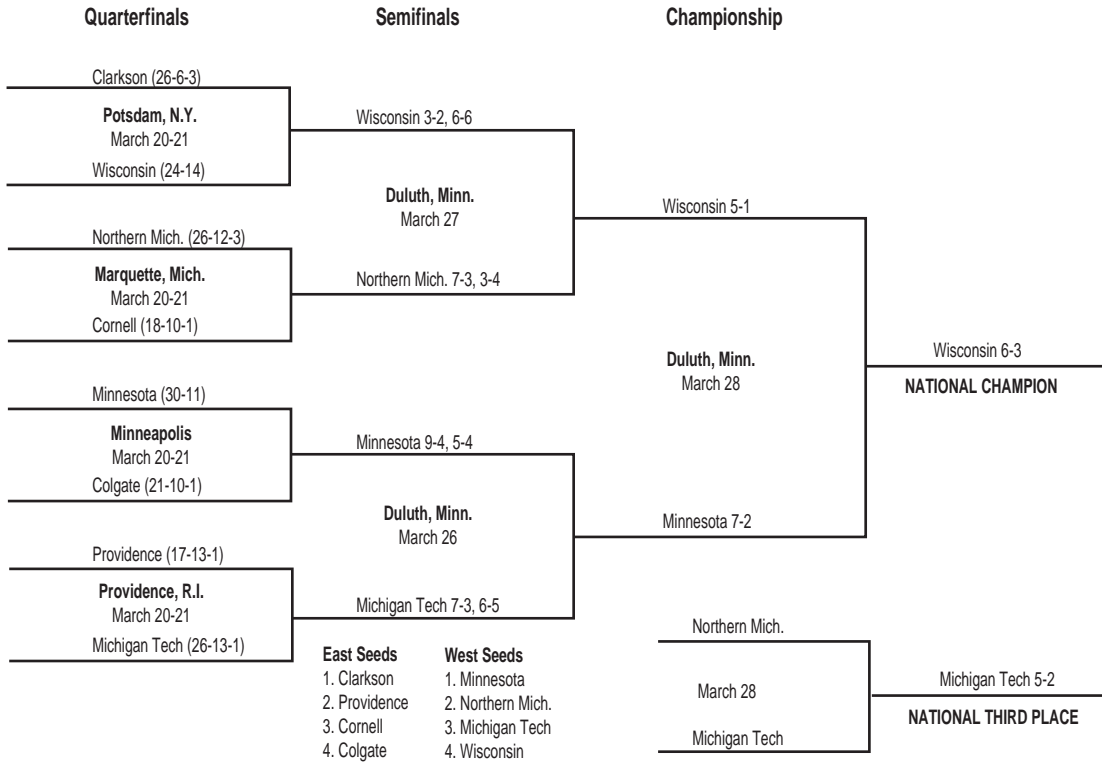 Quarterfinals
Semifinals
Championship
Clarkson (26-6-3)
Potsdam, N.Y.
March 20-21
Wisconsin (24-14)
Northern Mich. (26-12-3)
Marquette, Mich.
March 20-21
Cornell (18-10-1)
Minnesota (30-11)
Minneapolis
March 20-21
Colgate (21-10-1)
Providence (17-13-1)
Providence, R.I.
March 20-21
Michigan Tech (26-13-1)
Wisconsin 3-2, 6-6
Duluth, Minn.
March 27
Northern Mich. 7-3, 3-4
Minnesota 9-4, 5-4
Duluth, Minn.
March 26
Michigan Tech 7-3, 6-5
Wisconsin 5-1
Duluth, Minn.
March 28
Minnesota 7-2
Wisconsin 6-3
NATIONAL CHAMPION
East Seeds
1. Clarkson
2. Providence
3. Cornell
4. Colgate
West Seeds
1. Minnesota
2. Northern Mich.
3. Michigan Tech
4. Wisconsin
Northern Mich.
March 28
Michigan Tech
Michigan Tech 5-2
NATIONAL THIRD PLACE